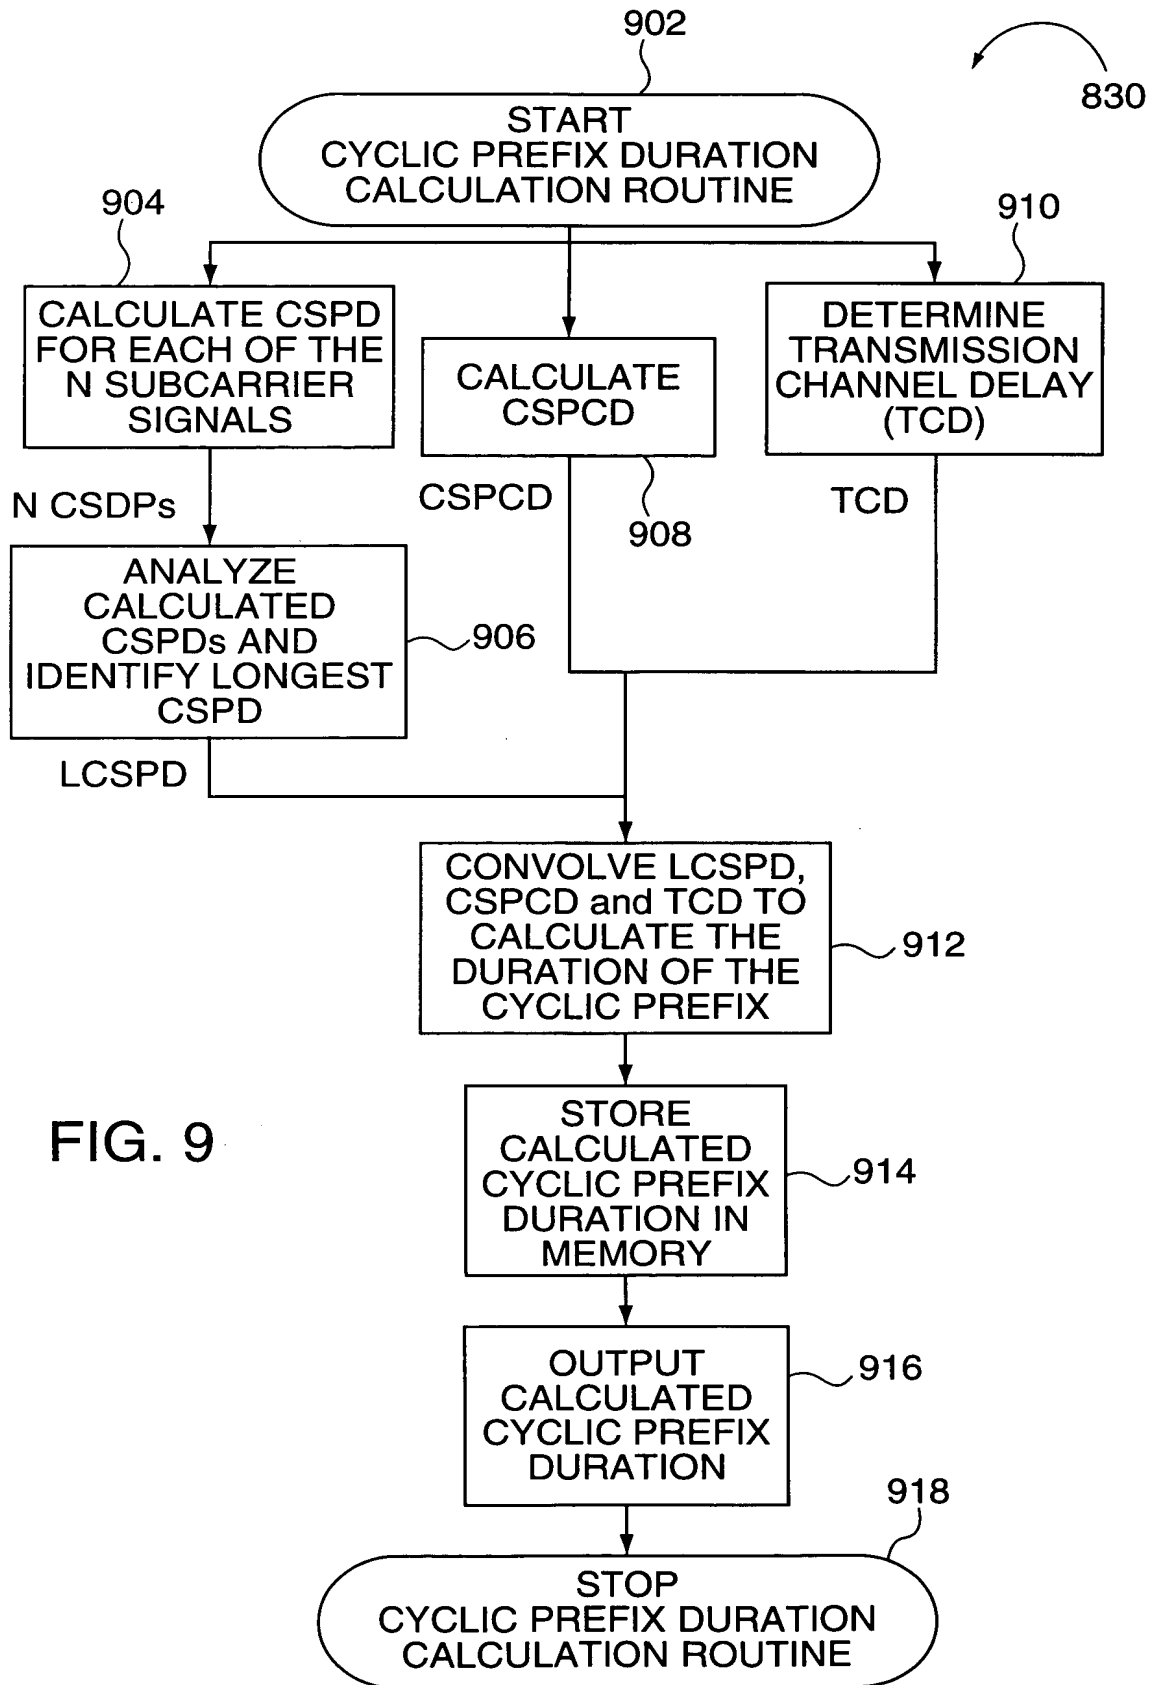 902
830
START
CYCLIC PREFIX DURATION
CALCULATION ROUTINE
904
910
CALCULATE CSPD
FOR EACH OF THE
N SUBCARRIER
SIGNALS
CALCULATE
CSPCD
DETERMINE
TRANSMISSION
CHANNEL DELAY
(TCD)
N CSDPs
CSPCD
908
TCD
ANALYZE
CALCULATED
CSPDs AND
IDENTIFY LONGEST
CSPD
906
LCSPD
CONVOLVE LCSPD,
CSPCD and TCD TO
CALCULATE THE
DURATION OF THE
CYCLIC PREFIX
912
FIG. 9
STORE
CALCULATED
CYCLIC PREFIX
DURATION IN
MEMORY
914
OUTPUT
CALCULATED
CYCLIC PREFIX
DURATION
916
918
STOP
CYCLIC PREFIX DURATION
CALCULATION ROUTINE